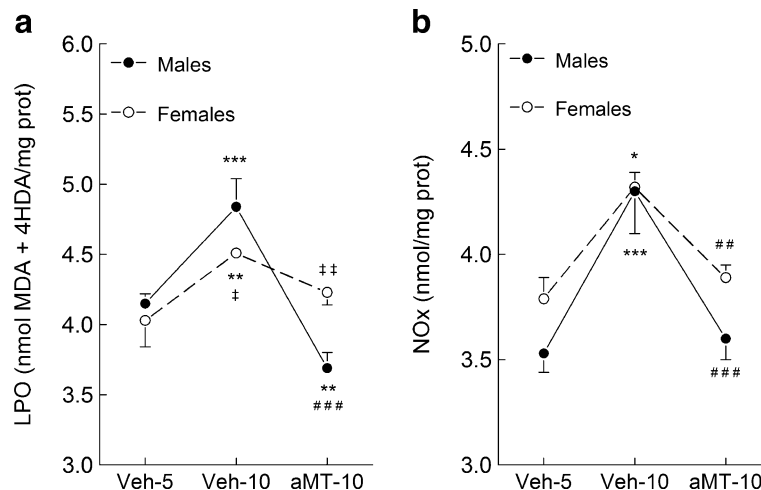 a
6.0
5.5
5.0
4.5
4.0
3.5
3.0
LPO (nmol MDA + 4HDA/mg prot)
Males
Females
***
**
‡
‡‡
**
###
Veh-5 Veh-10 aMT-10
b
5.0
4.5
4.0
3.5
3.0
NOx (nmol/mg prot)
Males
Females
*
***
##
###
Veh-5 Veh-10 aMT-10